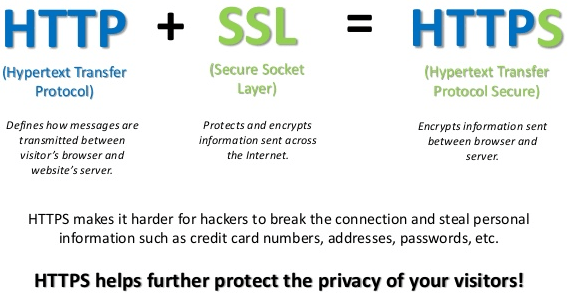 HTTP + SSL = HTTPS
(Hypertext Transfer Protocol)
(Secure Socket Layer)
(Hypertext Transfer Protocol Secure)
Defines how messages are
transmitted between
visitor's browser and
website's server.
Protects and encrypts
information sent across
the Internet.
Encrypts information sent
between browser and
server.
HTTPS makes it harder for hackers to break the connection and steal personal
information such as credit card numbers, addresses, passwords, etc.
HTTPS helps further protect the privacy of your visitors!